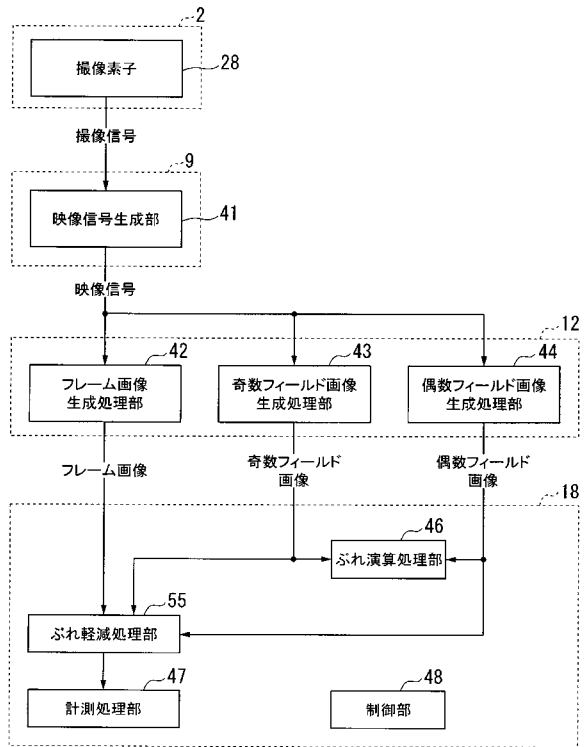 2
撮像素子
28
撮像信号
9
映像信号生成部
41
映像信号
12
42
フレーム画像
生成処理部
43
奇数フィールド画像
生成処理部
44
偶数フィールド画像
生成処理部
フレーム画像
奇数フィールド
画像
偶数フィールド
画像
18
46
ぶれ演算処理部
55
ぶれ軽減処理部
47
計測処理部
48
制御部